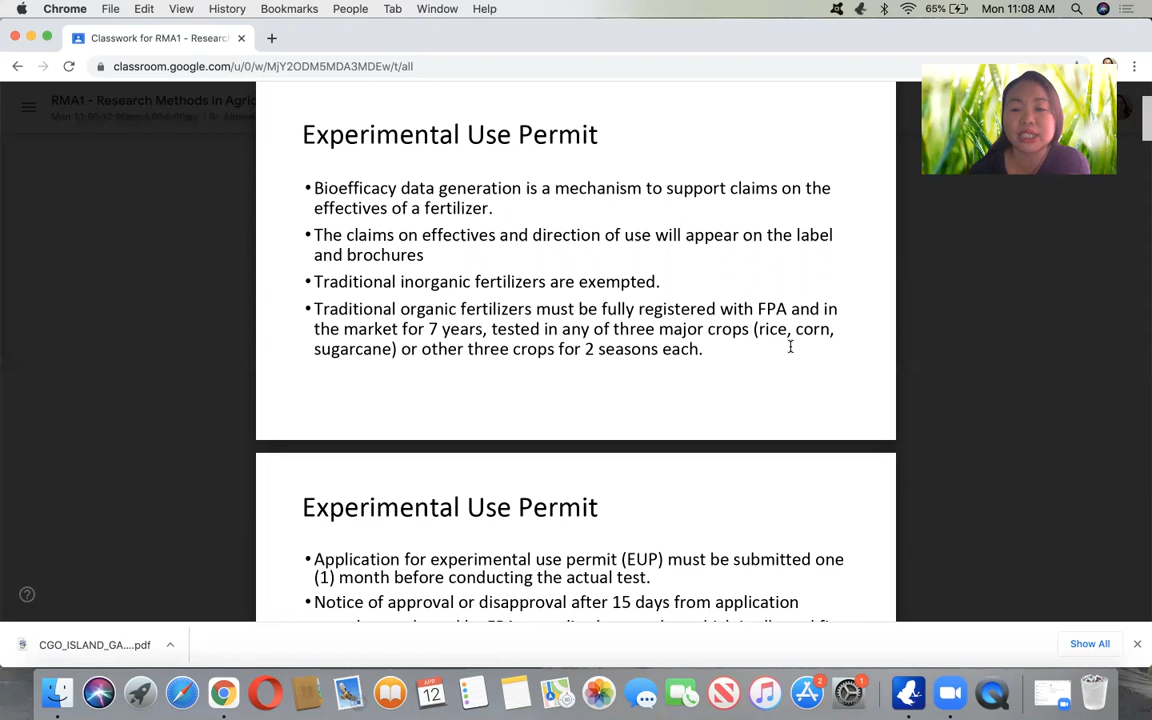 Chrome File Edit View History Bookmarks People Tab Window Help 65% Mon 11:08 AM
Classwork for RMA1 - Researc
classroom.google.com/u/0/w/MjY2ODM5MDA3MDEw/t/all
RMA1 - Research Methods in Agri
Experimental Use Permit
•Bioefficacy data generation is a mechanism to support claims on the
effectives of a fertilizer.
•The claims on effectives and direction of use will appear on the label
and brochures
•Traditional inorganic fertilizers are exempted.
•Traditional organic fertilizers must be fully registered with FPA and in
the market for 7 years, tested in any of three major crops (rice, corn,
sugarcane) or other three crops for 2 seasons each.
Experimental Use Permit
•Application for experimental use permit (EUP) must be submitted one
(1) month before conducting the actual test.
•Notice of approval or disapproval after 15 days from application
CGO_ISLAND_GA....pdf
Show All
APR
12
2
1